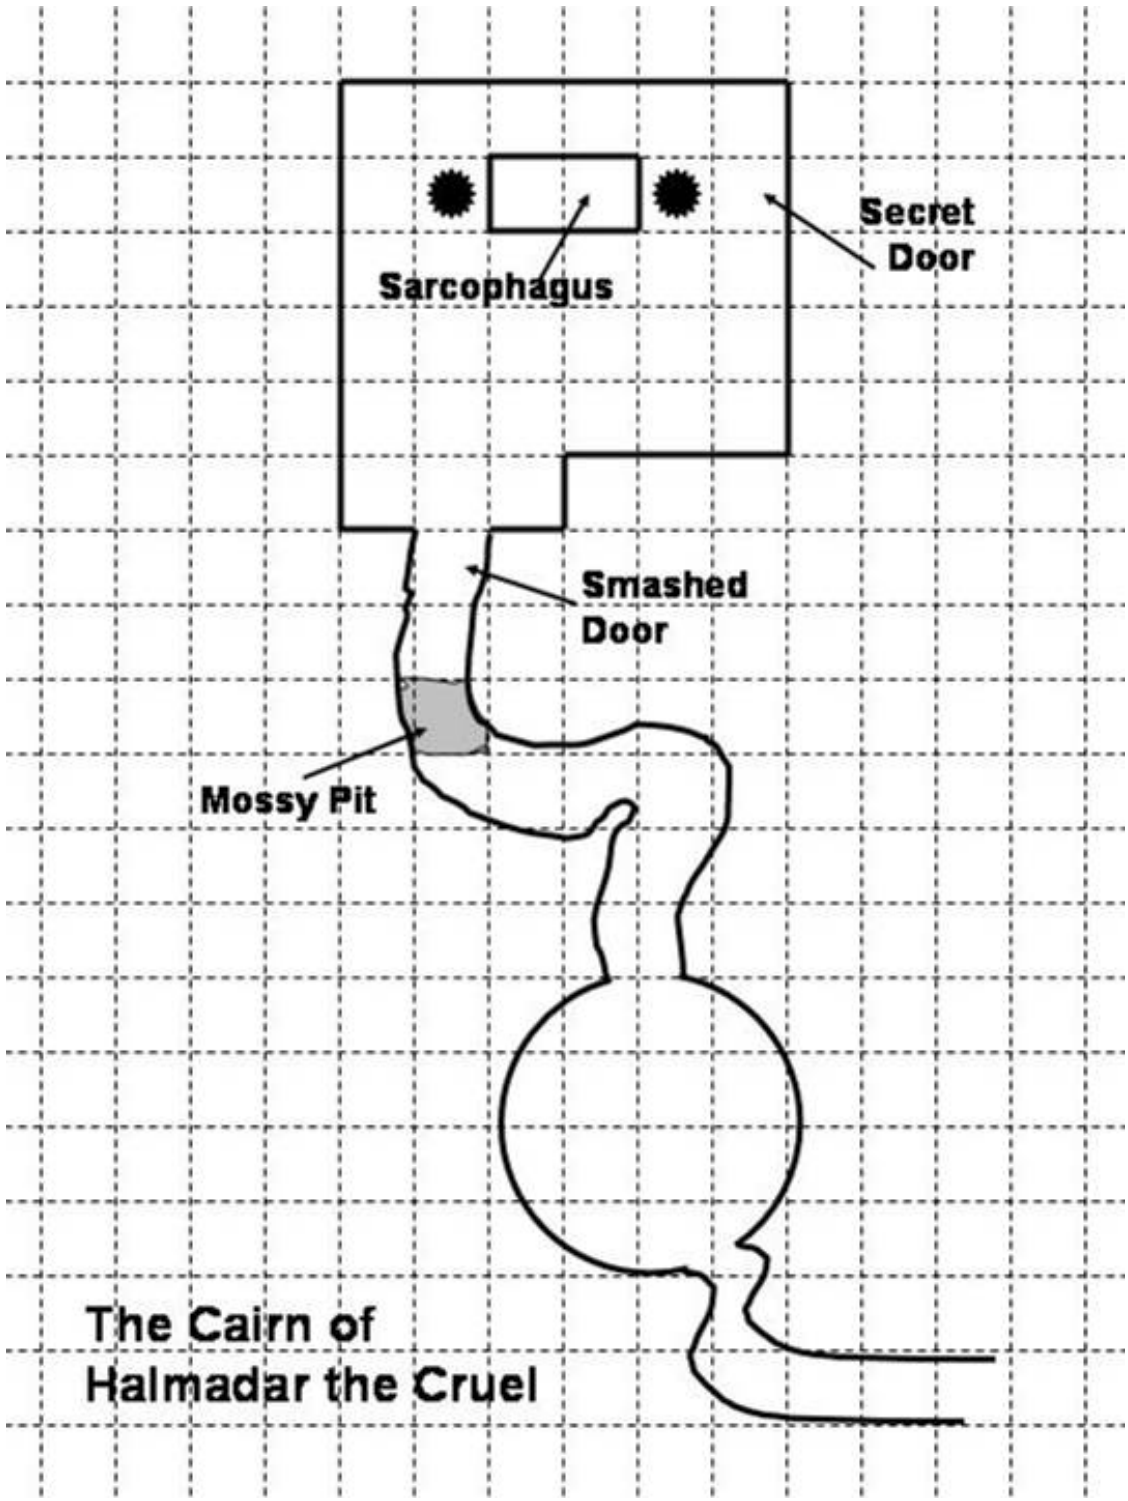 Secret
Door
Sarcophagus
Smashed
Door
Mossy Pit
The Cairn of
Halmadar the Cruel